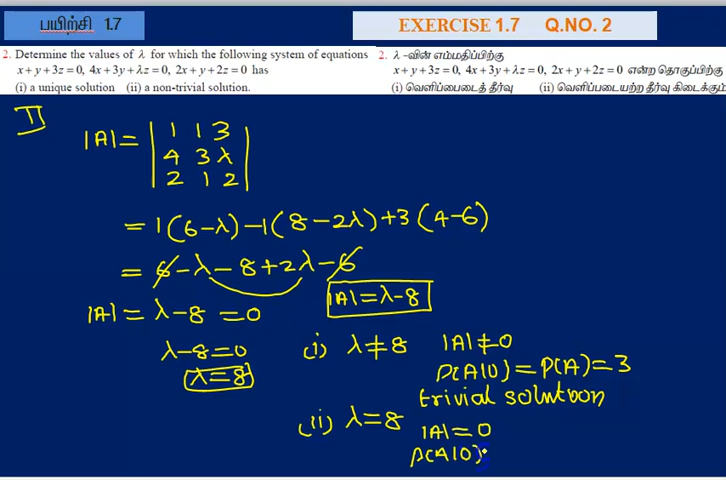 பயிற்சி 1.7
EXERCISE 1.7 Q.NO. 2
2. Determine the values of λ for which the following system of equations
x + y + 3z = 0, 4x + 3y + λz = 0, 2x + y + 2z = 0 has
(i) a unique solution (ii) a non-trivial solution.
2. λ -வின் எம்மதிப்பிற்கு
x + y + 3z = 0, 4x + 3y + λz = 0, 2x + y + 2z = 0 என்ற தொகுப்பிற்கு
(i) வெளிப்படைத் தீர்வு (ii) வெளிப்படையற்ற தீர்வு கிடைக்கும்
II
|A| = | 1 1 3 |
| 4 3 λ |
| 2 1 2 |
= 1(6-λ) -1(8-2λ) +3(4-6)
= 6 - λ - 8 + 2λ - 6
|A| = λ-8
|A| = λ-8 = 0
λ-8=0
λ=8
(i) λ≠8 |A|≠0
ρ(A|0) = ρ(A) = 3
trivial solution
(ii) λ=8 |A|=0
ρ(A|0)